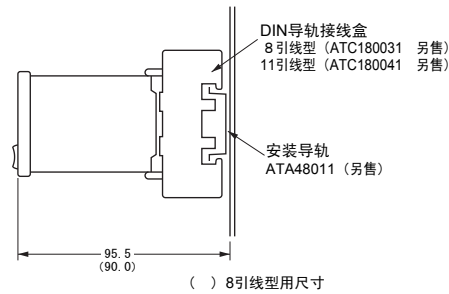 DIN导轨接线盒
8引线型（ATC180031 另售）
11引线型（ATC180041 另售）
安装导轨
ATA48011（另售）
95.5
(90.0)
（ ）8引线型用尺寸